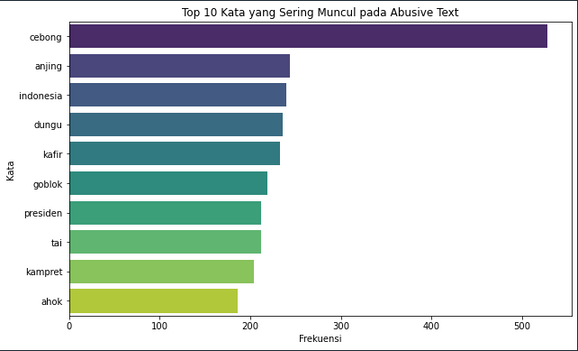 Top 10 Kata yang Sering Muncul pada Abusive Text
cebong
anjing
indonesia
dungu
kafir
goblok
presiden
tai
kampret
ahok
Kata
0 100 200 300 400 500
Frekuensi